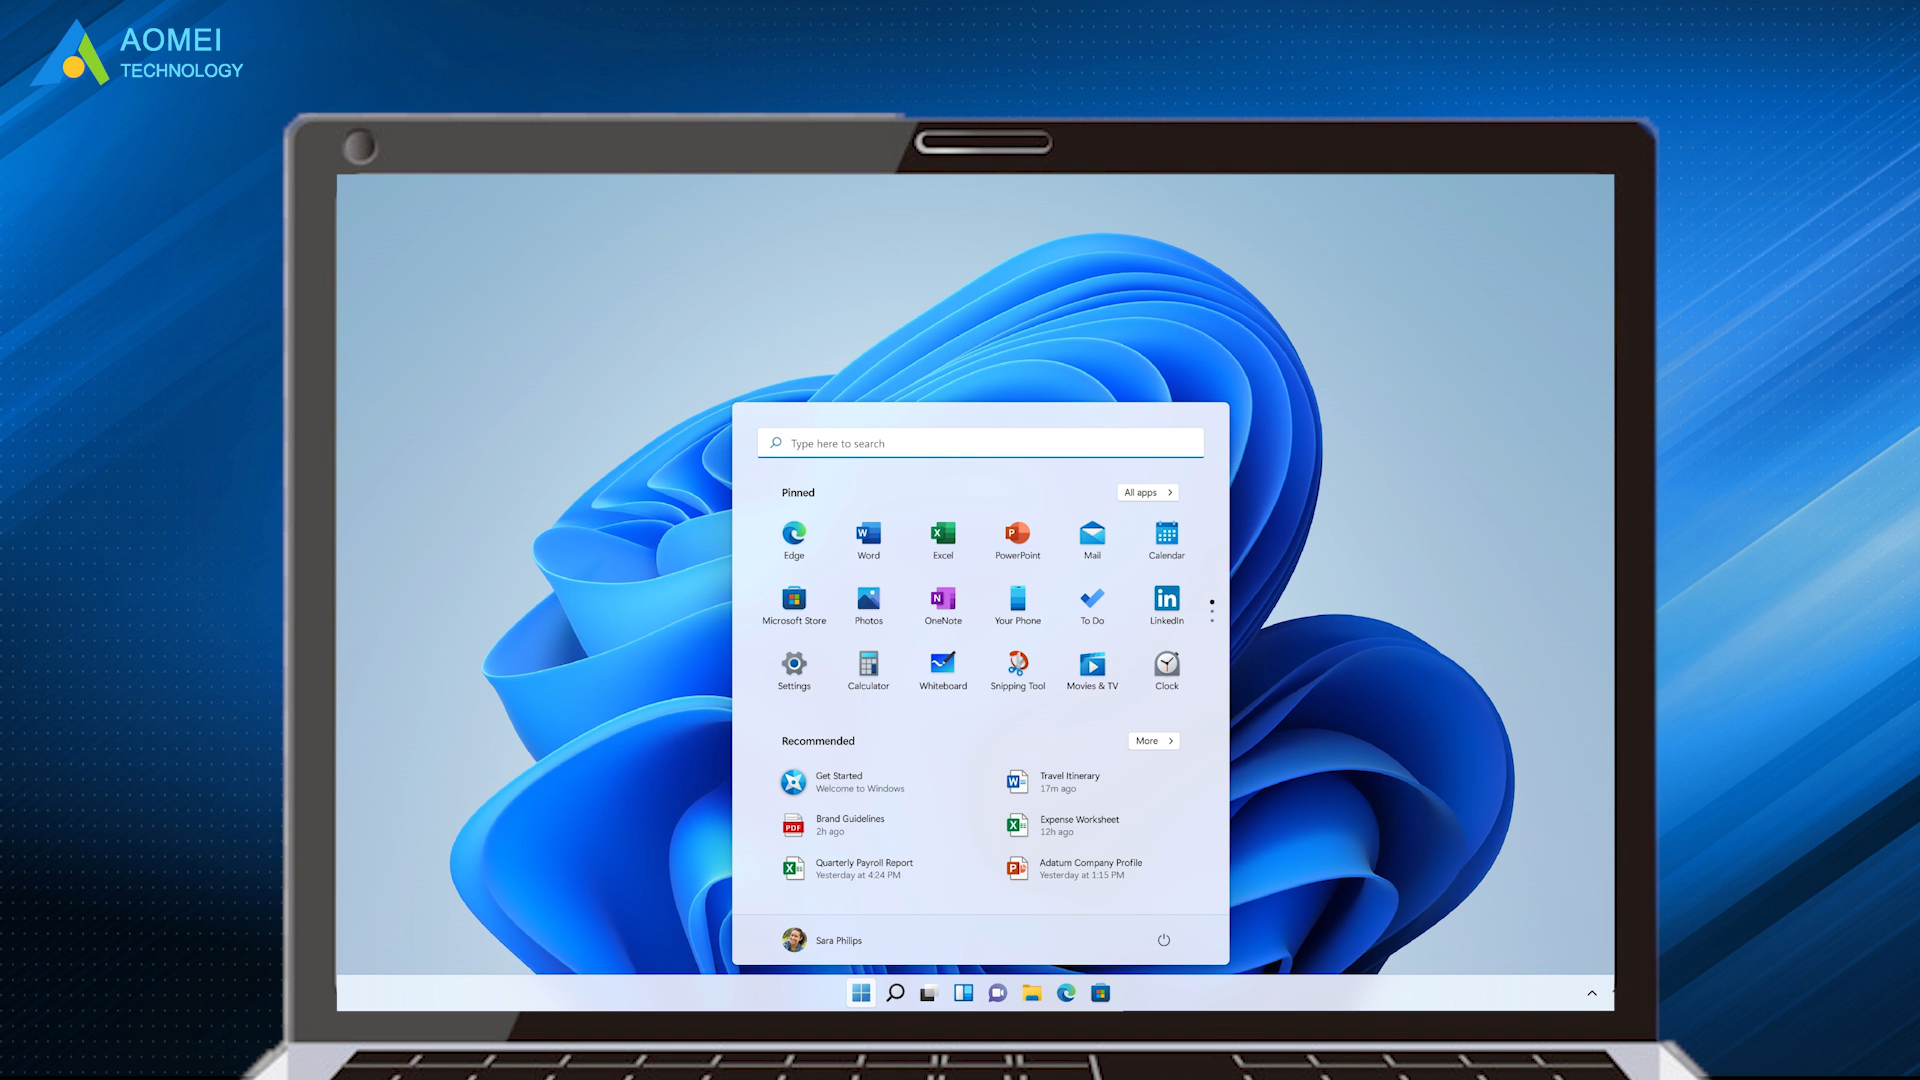 AOMEI
TECHNOLOGY
Type here to search
Pinned
All apps
Edge
Word
Excel
PowerPoint
Mail
Calendar
Microsoft Store
Photos
OneNote
Your Phone
To Do
LinkedIn
Settings
Calculator
Whiteboard
Snipping Tool
Movies & TV
Clock
Recommended
More
Get Started
Welcome to Windows
Travel Itinerary
17m ago
Brand Guidelines
2h ago
Expense Worksheet
12h ago
Quarterly Payroll Report
Yesterday at 4:24 PM
Adatum Company Profile
Yesterday at 1:15 PM
Sara Philips